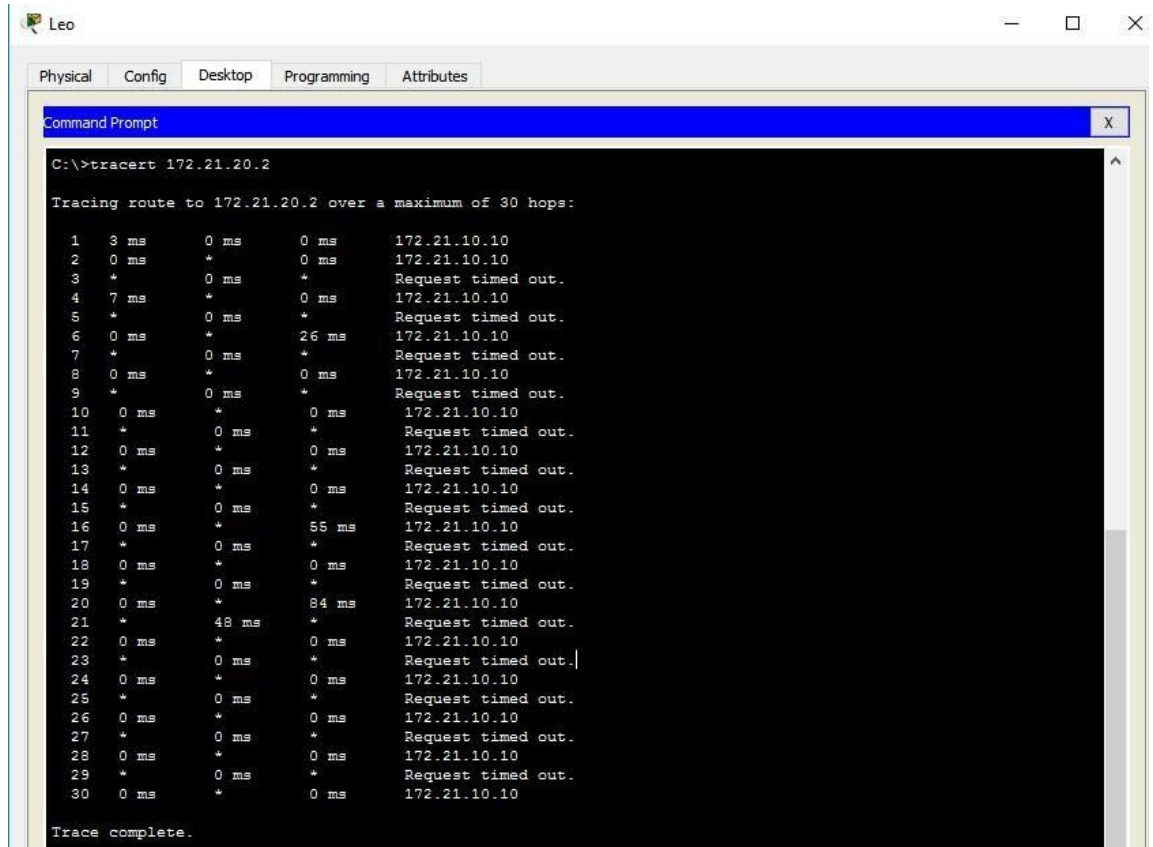 Leo
Physical Config Desktop Programming Attributes
Command Prompt X
C:\>tracert 172.21.20.2
Tracing route to 172.21.20.2 over a maximum of 30 hops:
1 3 ms 0 ms 0 ms 172.21.10.10
2 0 ms * 0 ms 172.21.10.10
3 * 0 ms * Request timed out.
4 7 ms * 0 ms 172.21.10.10
5 * 0 ms * Request timed out.
6 0 ms * 26 ms 172.21.10.10
7 * 0 ms * Request timed out.
8 0 ms * 0 ms 172.21.10.10
9 * 0 ms * Request timed out.
10 0 ms * 0 ms 172.21.10.10
11 * 0 ms * Request timed out.
12 0 ms * 0 ms 172.21.10.10
13 * 0 ms * Request timed out.
14 0 ms * 0 ms 172.21.10.10
15 * 0 ms * Request timed out.
16 0 ms * 55 ms 172.21.10.10
17 * 0 ms * Request timed out.
18 0 ms * 0 ms 172.21.10.10
19 * 0 ms * Request timed out.
20 0 ms * 84 ms 172.21.10.10
21 * 48 ms * Request timed out.
22 0 ms * 0 ms 172.21.10.10
23 * 0 ms * Request timed out.
24 0 ms * 0 ms 172.21.10.10
25 * 0 ms * Request timed out.
26 0 ms * 0 ms 172.21.10.10
27 * 0 ms * Request timed out.
28 0 ms * 0 ms 172.21.10.10
29 * 0 ms * Request timed out.
30 0 ms * 0 ms 172.21.10.10
Trace complete.